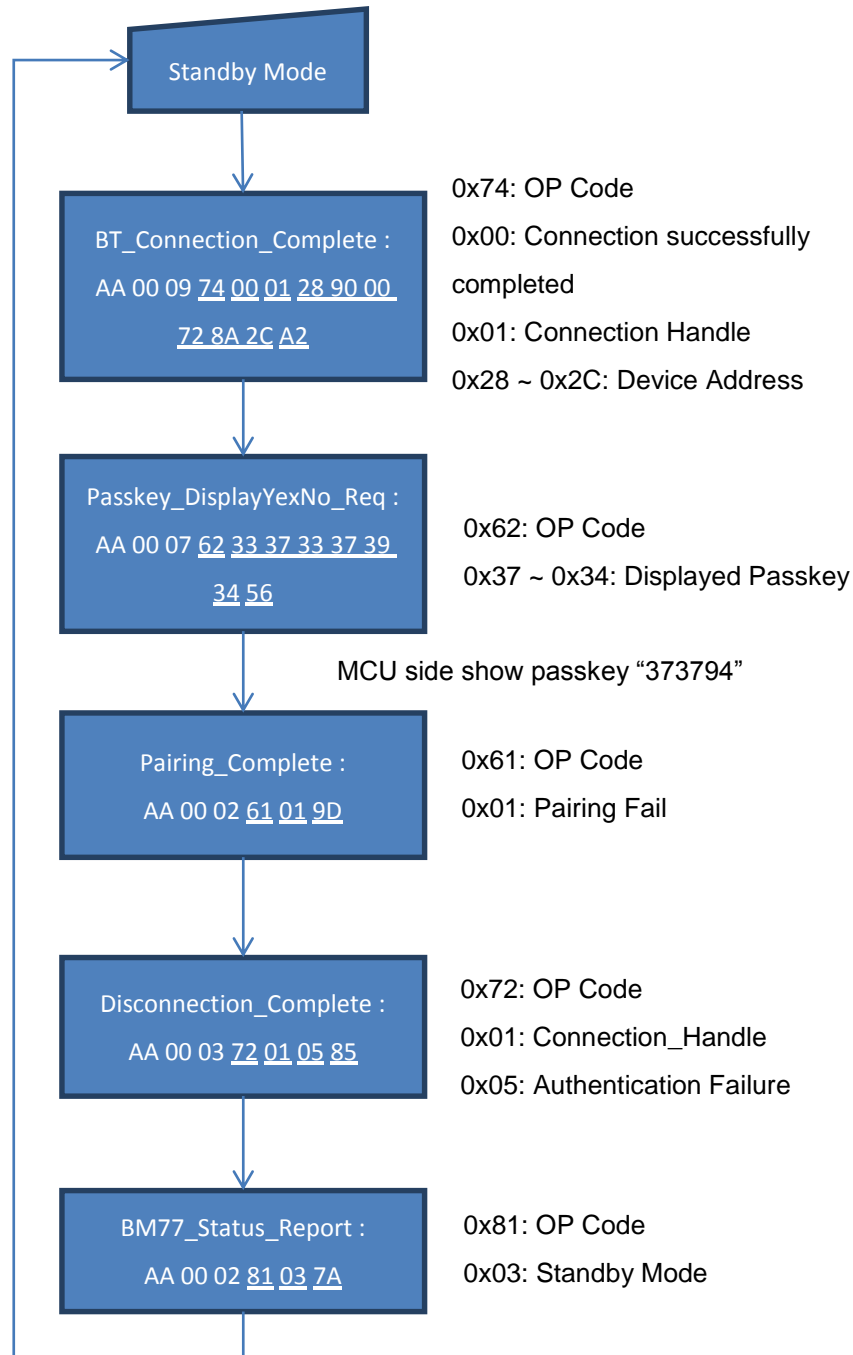 Standby Mode
BT_Connection_Complete :
AA 00 09 74 00 01 28 90 00
72 8A 2C A2
0x74: OP Code
0x00: Connection successfully
completed
0x01: Connection Handle
0x28 ~ 0x2C: Device Address
Passkey_DisplayYexNo_Req :
AA 00 07 62 33 37 33 37 39
34 56
0x62: OP Code
0x37 ~ 0x34: Displayed Passkey
MCU side show passkey “373794”
Pairing_Complete :
AA 00 02 61 01 9D
0x61: OP Code
0x01: Pairing Fail
Disconnection_Complete :
AA 00 03 72 01 05 85
0x72: OP Code
0x01: Connection_Handle
0x05: Authentication Failure
BM77_Status_Report :
AA 00 02 81 03 7A
0x81: OP Code
0x03: Standby Mode